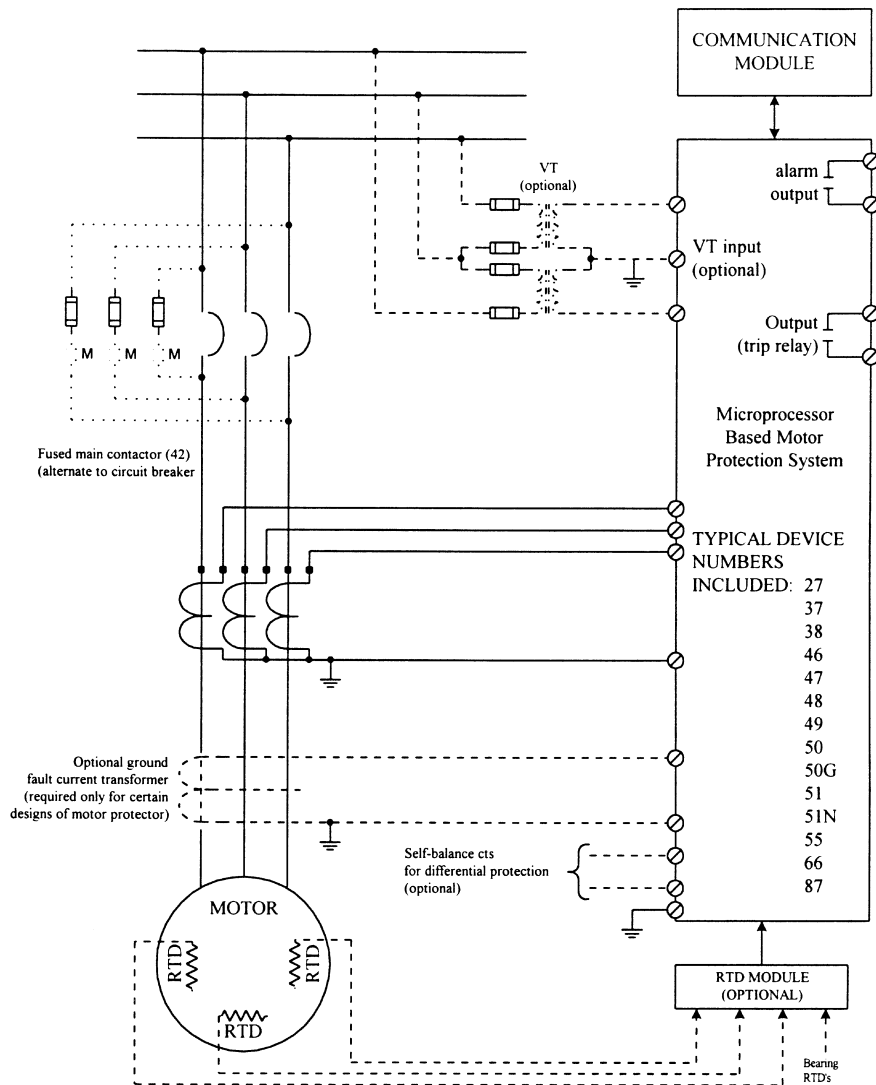 COMMUNICATION
MODULE
VT
(optional)
alarm
output
VT input
(optional)
Output
(trip relay)
M
M
M
Microprocessor
Based Motor
Protection System
Fused main contactor (42)
(alternate to circuit breaker
TYPICAL DEVICE
NUMBERS
INCLUDED: 27
37
38
46
47
48
49
50
50G
51
51N
55
66
87
Optional ground
fault current transformer
(required only for certain
designs of motor protector)
Self-balance cts
for differential protection
(optional)
MOTOR
RTD
RTD
RTD
RTD MODULE
(OPTIONAL)
Bearing
RTD's